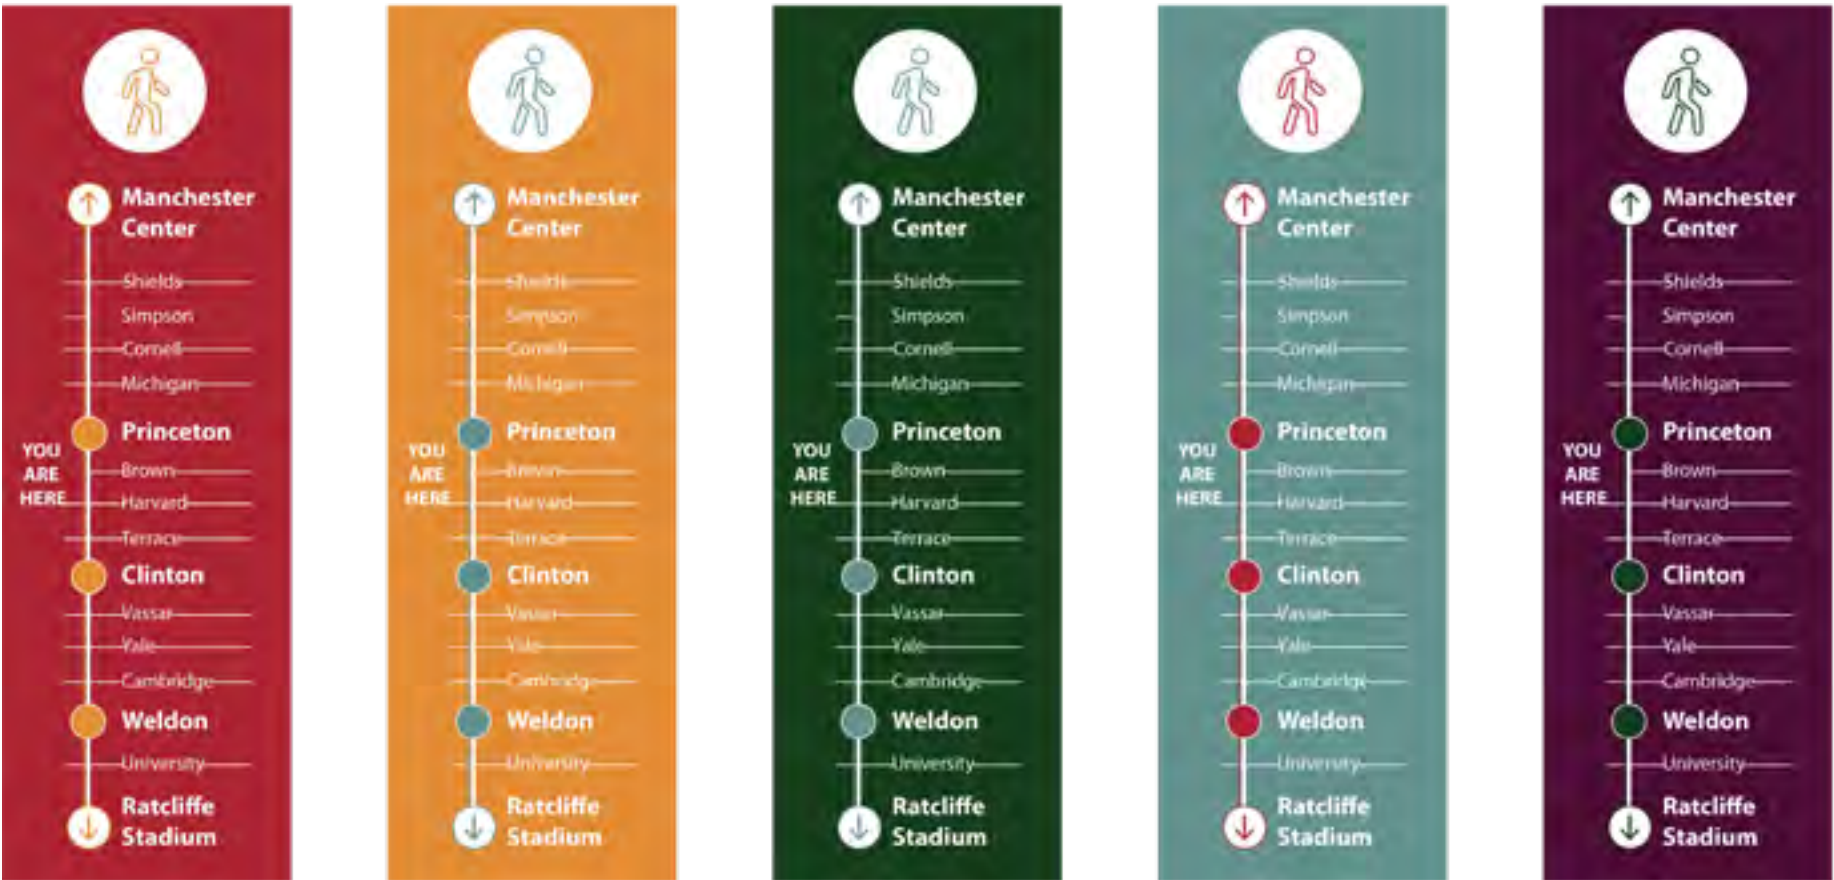 Manchester
Center
Shields
Simpson
Cornell
Michigan
Princeton
YOU
ARE
HERE
Brown
Harvard
Terrace
Clinton
Vassar
Yale
Cambridge
Weldon
University
Ratcliffe
Stadium
Manchester
Center
Shields
Simpson
Cornell
Michigan
Princeton
YOU
ARE
HERE
Brown
Harvard
Terrace
Clinton
Vassar
Yale
Cambridge
Weldon
University
Ratcliffe
Stadium
Manchester
Center
Shields
Simpson
Cornell
Michigan
Princeton
YOU
ARE
HERE
Brown
Harvard
Terrace
Clinton
Vassar
Yale
Cambridge
Weldon
University
Ratcliffe
Stadium
Manchester
Center
Shields
Simpson
Cornell
Michigan
Princeton
YOU
ARE
HERE
Brown
Harvard
Terrace
Clinton
Vassar
Yale
Cambridge
Weldon
University
Ratcliffe
Stadium
Manchester
Center
Shields
Simpson
Cornell
Michigan
Princeton
YOU
ARE
HERE
Brown
Harvard
Terrace
Clinton
Vassar
Yale
Cambridge
Weldon
University
Ratcliffe
Stadium